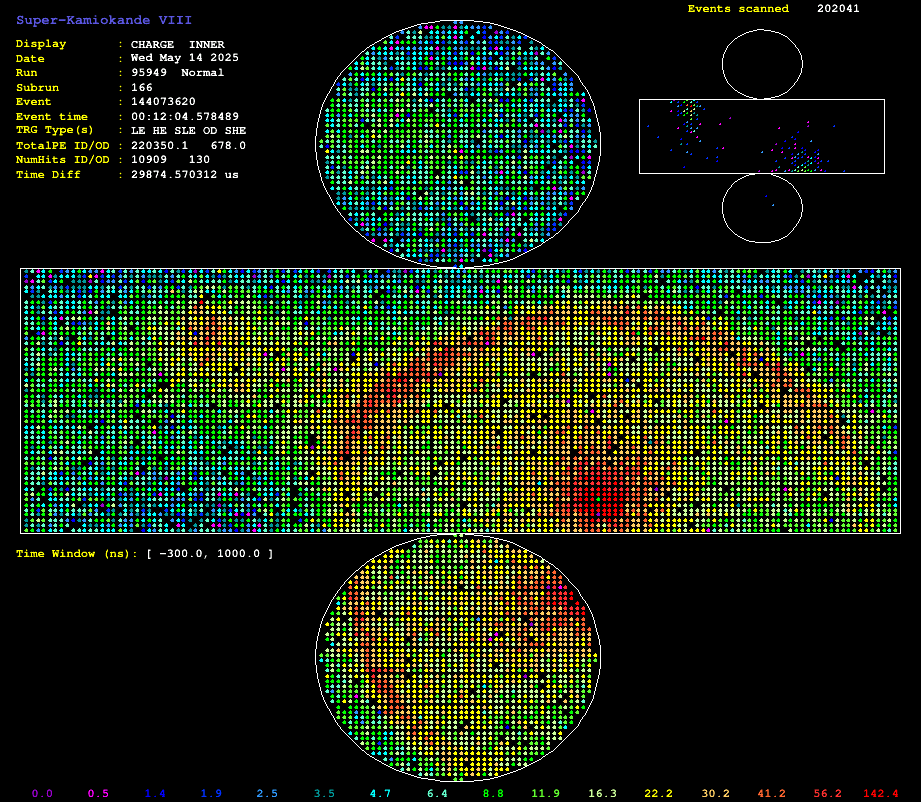 Super-Kamiokande VIII
Events scanned 202041
Display : CHARGE INNER
Date : Wed May 14 2025
Run : 95949 Normal
Subrun : 166
Event : 144073620
Event time : 00:12:04.578489
TRG Type(s) : LE HE SLE OD SHE
TotalPE ID/OD : 220350.1 678.0
NumHits ID/OD : 10909 130
Time Diff : 29874.570312 us
Time Window (ns): [ −300.0, 1000.0 ]
0.0 0.5 1.4 1.9 2.5 3.5 4.7 6.4 8.8 11.9 16.3 22.2 30.2 41.2 56.2 142.4